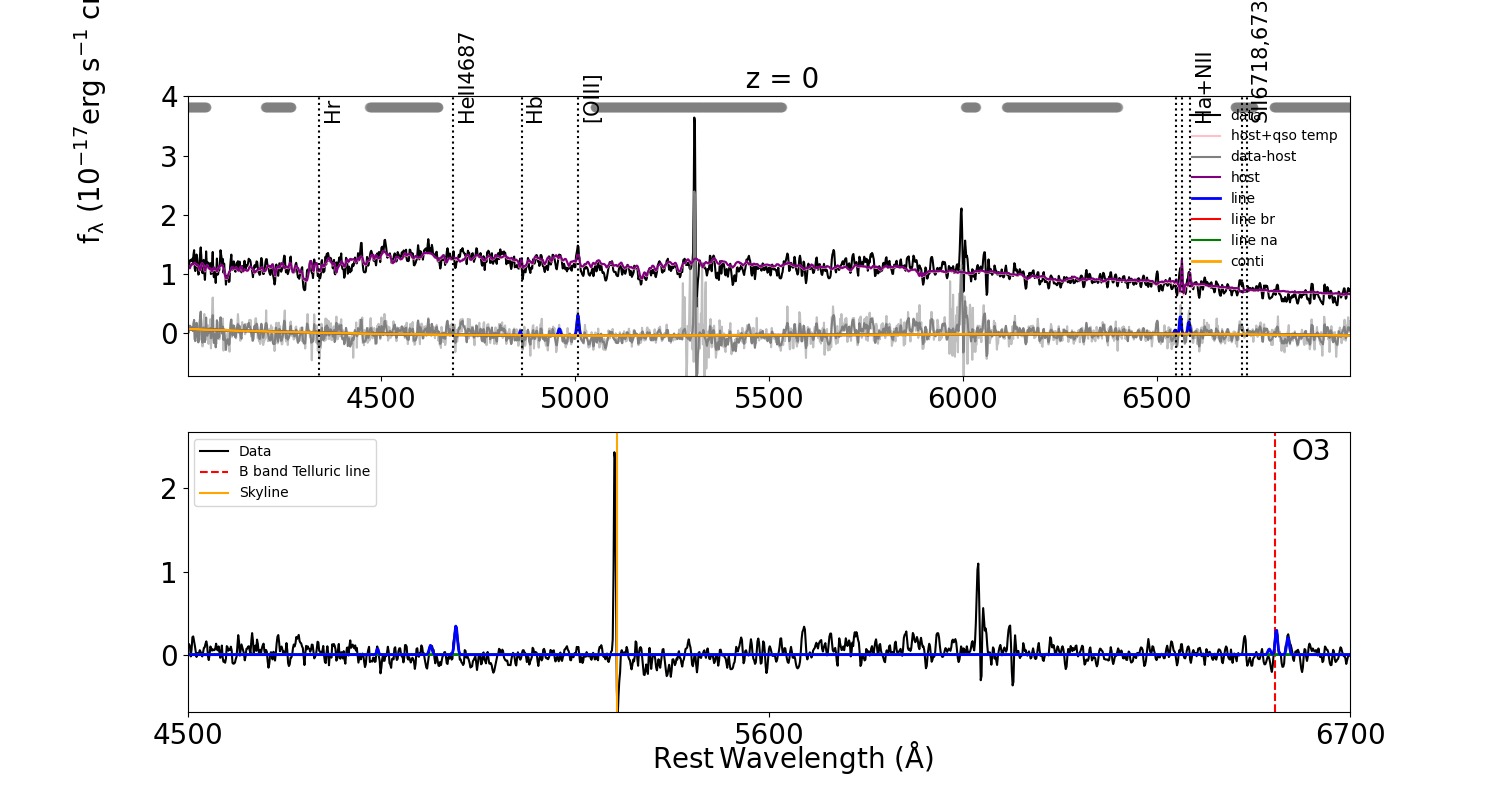 z = 0
f_λ (10^−17 erg s^−1 c
4
3
2
1
0
Hr
HeII4687
Hb
[OIII]
Ha+NII
SII6718,673
data
host+qso temp
data-host
host
line
line br
line na
conti
4500 5000 5500 6000 6500
Data
B band Telluric line
Skyline
O3
2
1
0
4500 5600 6700
Rest Wavelength (Å)